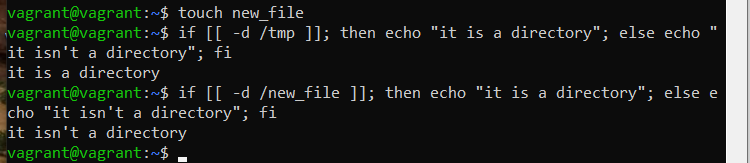 vagrant@vagrant:~$ touch new_file
vagrant@vagrant:~$ if [[ -d /tmp ]]; then echo "it is a directory"; else echo "
it isn't a directory"; fi
it is a directory
vagrant@vagrant:~$ if [[ -d /new_file ]]; then echo "it is a directory"; else e
cho "it isn't a directory"; fi
it isn't a directory
vagrant@vagrant:~$